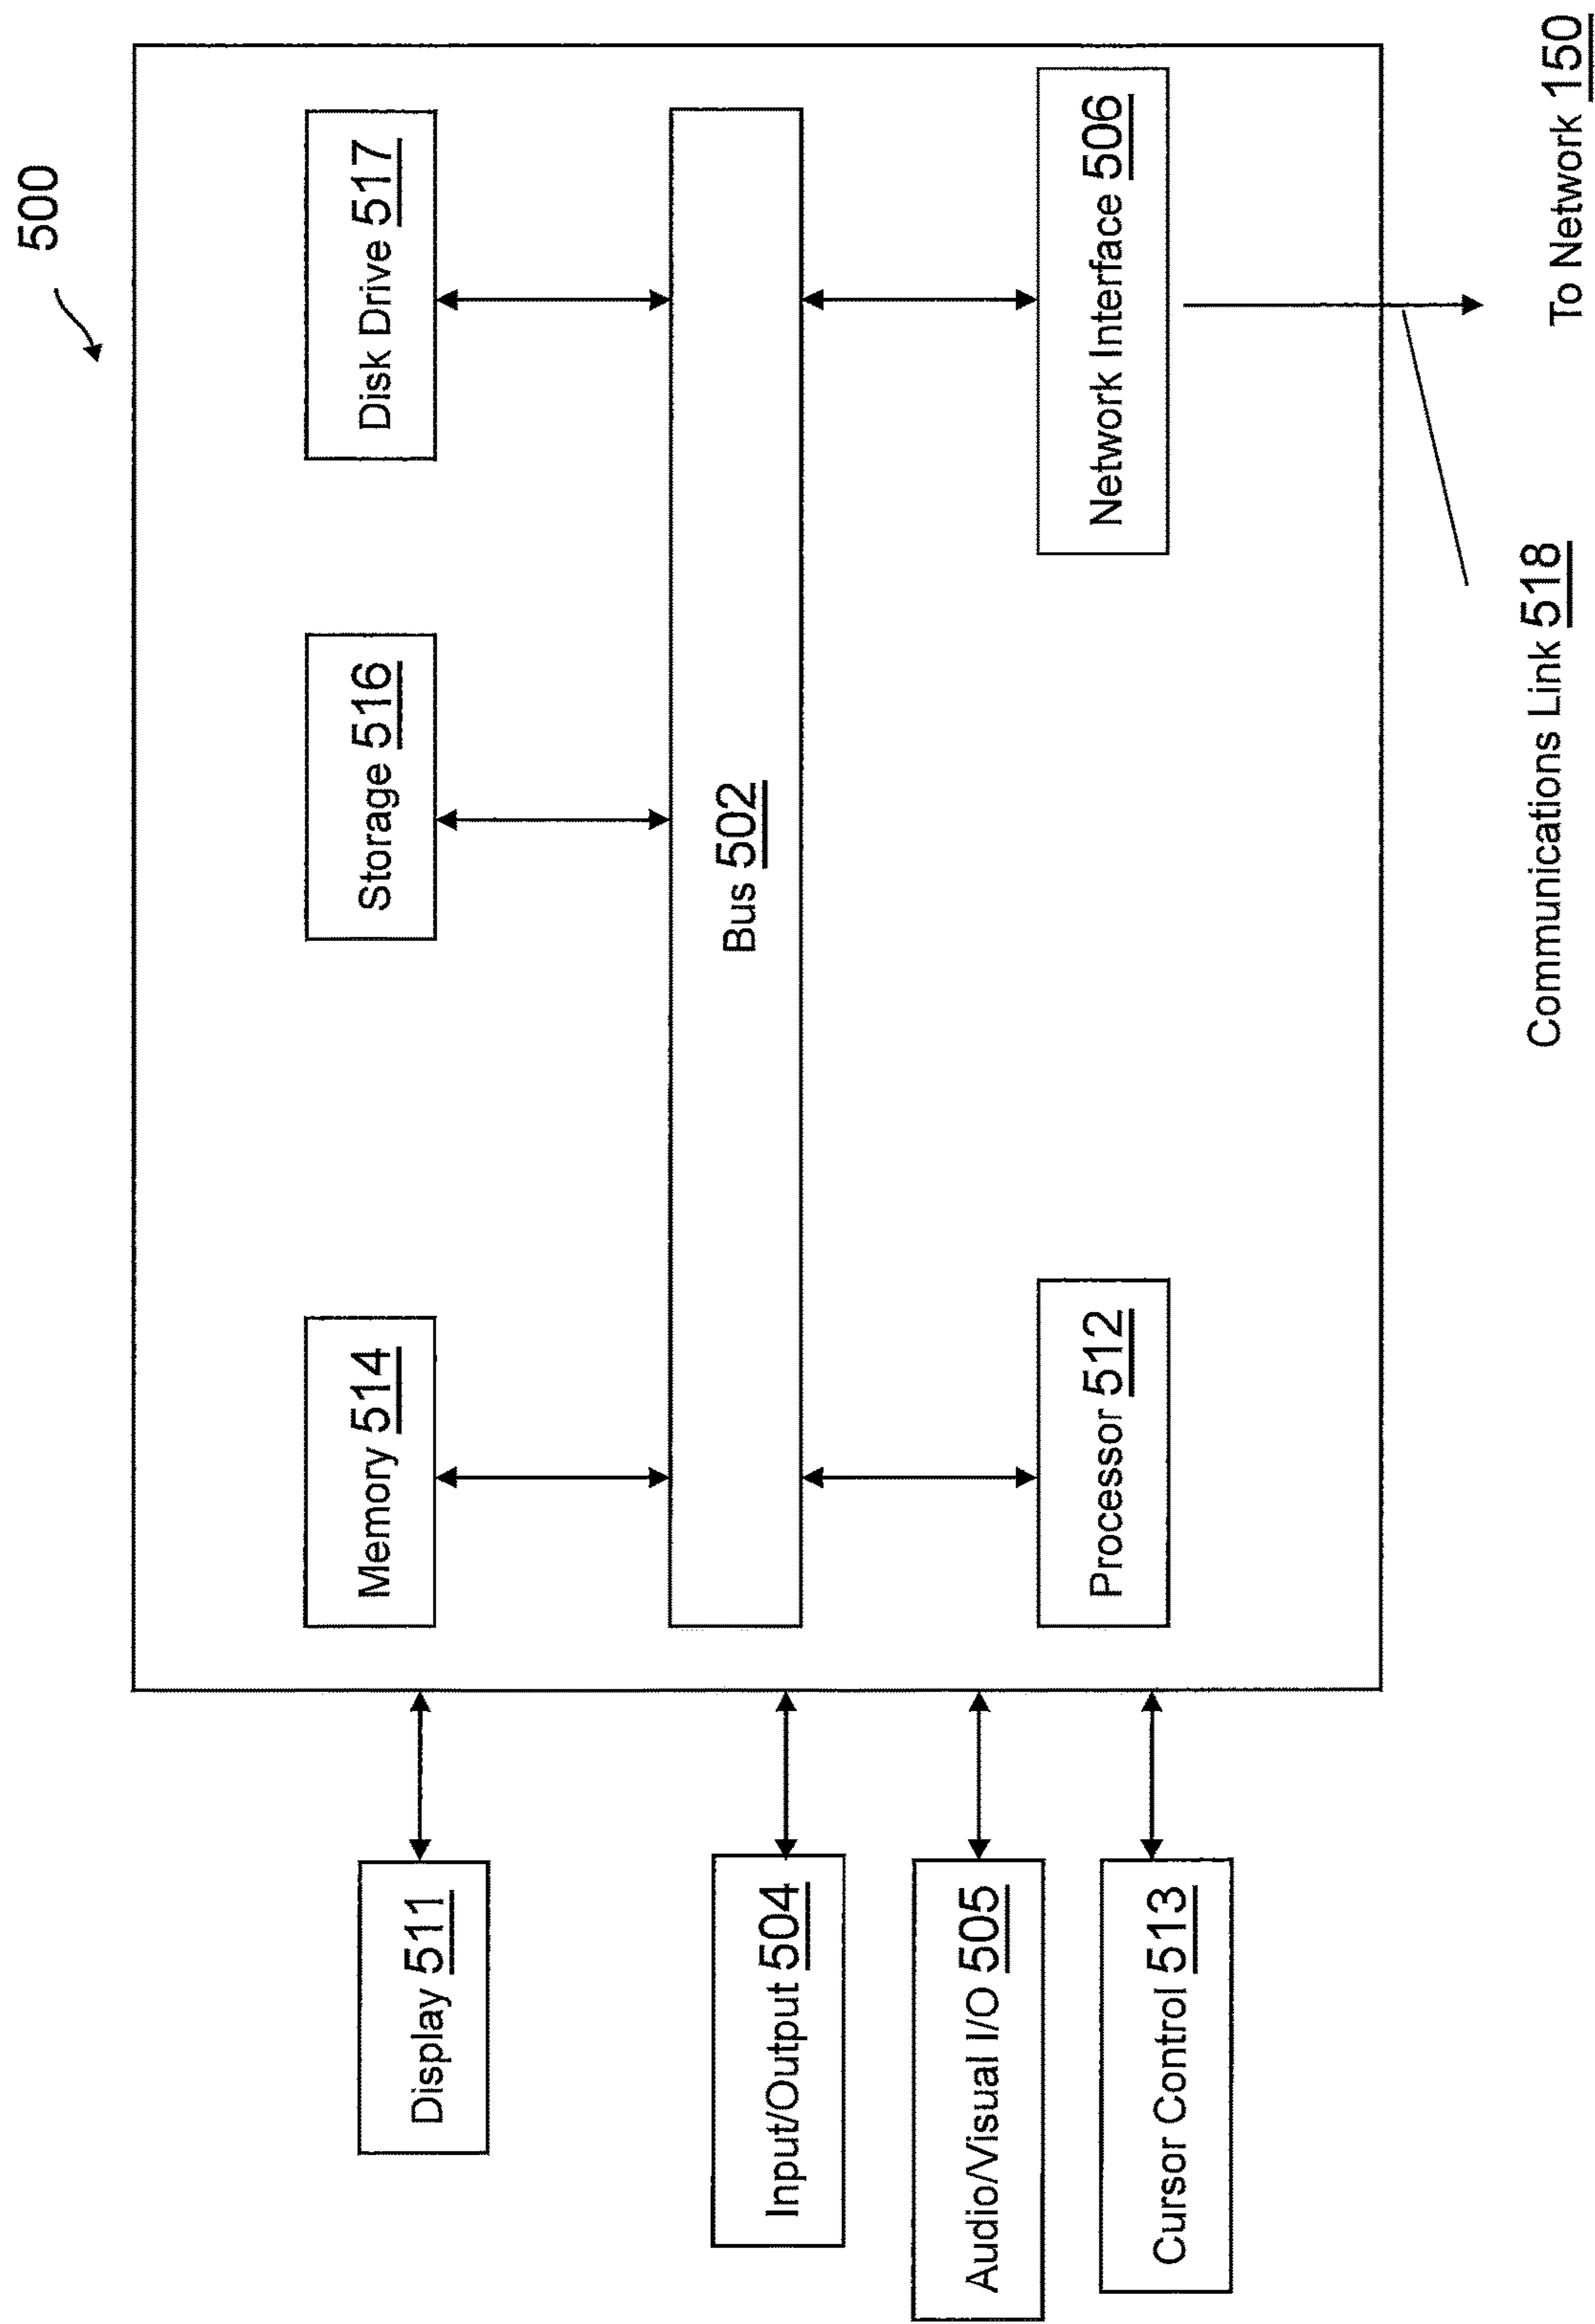 500
Memory 514
Storage 516
Disk Drive 517
Display 511
Bus 502
Input/Output 504
Audio/Visual I/O 505
Processor 512
Network Interface 506
Cursor Control 513
Communications Link 518
To Network 150